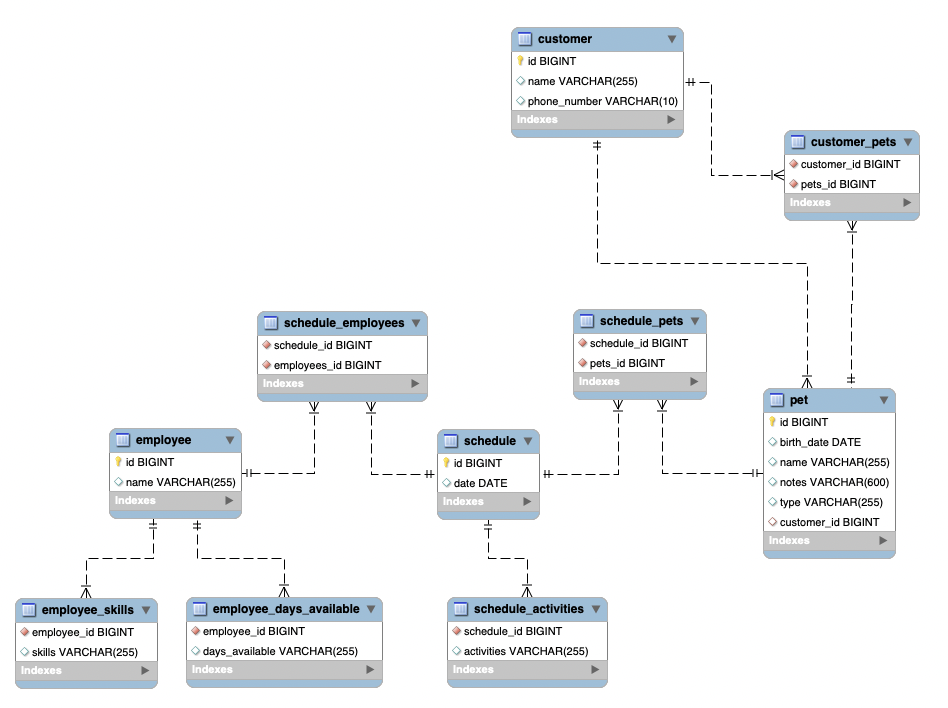 customer
id BIGINT
name VARCHAR(255)
phone_number VARCHAR(10)
Indexes
customer_pets
customer_id BIGINT
pets_id BIGINT
Indexes
schedule_employees
schedule_id BIGINT
employees_id BIGINT
Indexes
schedule_pets
schedule_id BIGINT
pets_id BIGINT
Indexes
pet
id BIGINT
birth_date DATE
name VARCHAR(255)
notes VARCHAR(600)
type VARCHAR(255)
customer_id BIGINT
Indexes
employee
id BIGINT
name VARCHAR(255)
Indexes
schedule
id BIGINT
date DATE
Indexes
employee_skills
employee_id BIGINT
skills VARCHAR(255)
Indexes
employee_days_available
employee_id BIGINT
days_available VARCHAR(255)
Indexes
schedule_activities
schedule_id BIGINT
activities VARCHAR(255)
Indexes